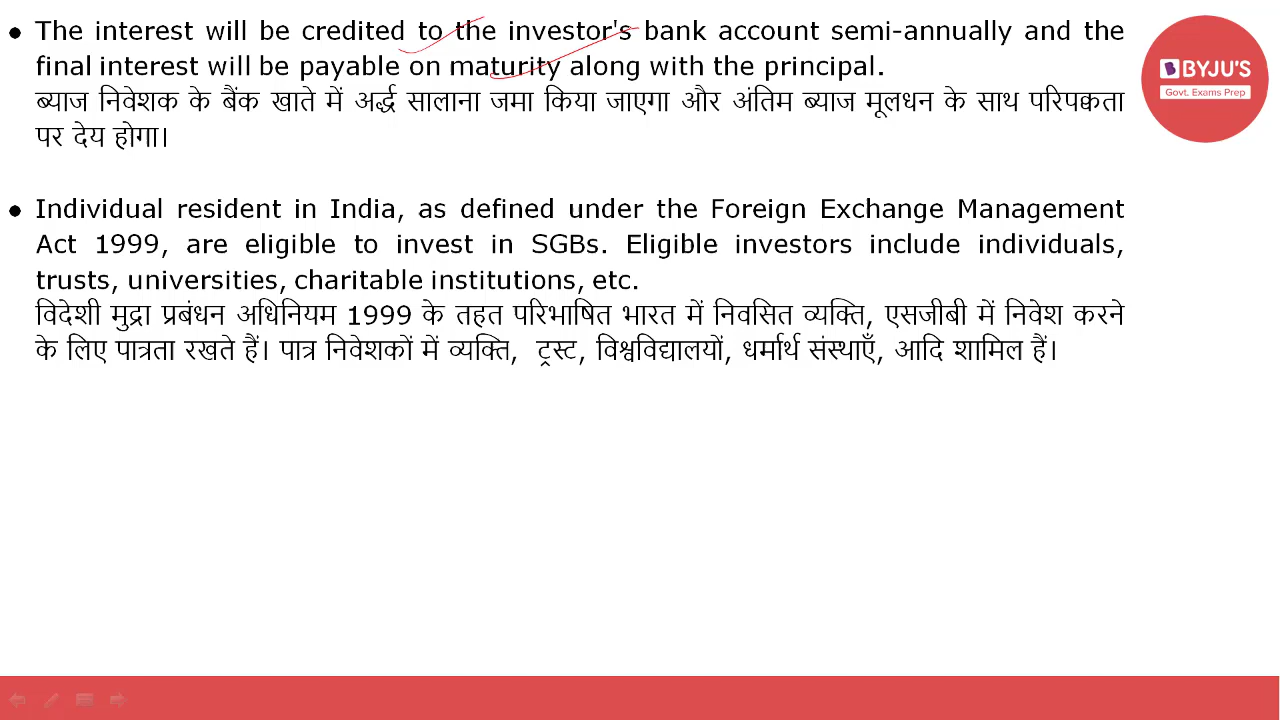 • The interest will be credited to the investor's bank account semi-annually and the
final interest will be payable on maturity along with the principal.
ब्याज निवेशक के बैंक खाते में अर्द्ध सालाना जमा किया जाएगा और अंतिम ब्याज मूलधन के साथ परिपक्वता
पर देय होगा।
• Individual resident in India, as defined under the Foreign Exchange Management
Act 1999, are eligible to invest in SGBs. Eligible investors include individuals,
trusts, universities, charitable institutions, etc.
विदेशी मुद्रा प्रबंधन अधिनियम 1999 के तहत परिभाषित भारत में निवसित व्यक्ति, एसजीबी में निवेश करने
के लिए पात्रता रखते हैं। पात्र निवेशकों में व्यक्ति, ट्रस्ट, विश्वविद्यालयों, धर्मार्थ संस्थाएँ, आदि शामिल हैं।
BYJU'S
Govt. Exams Prep